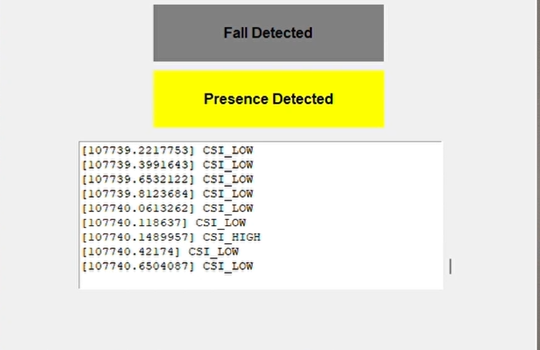 Fall Detected
Presence Detected
[107739.2217753] CSI_LOW
[107739.3991643] CSI_LOW
[107739.6532122] CSI_LOW
[107739.8123684] CSI_LOW
[107740.0613262] CSI_LOW
[107740.118637] CSI_LOW
[107740.1489957] CSI_HIGH
[107740.42174] CSI_LOW
[107740.6504087] CSI_LOW